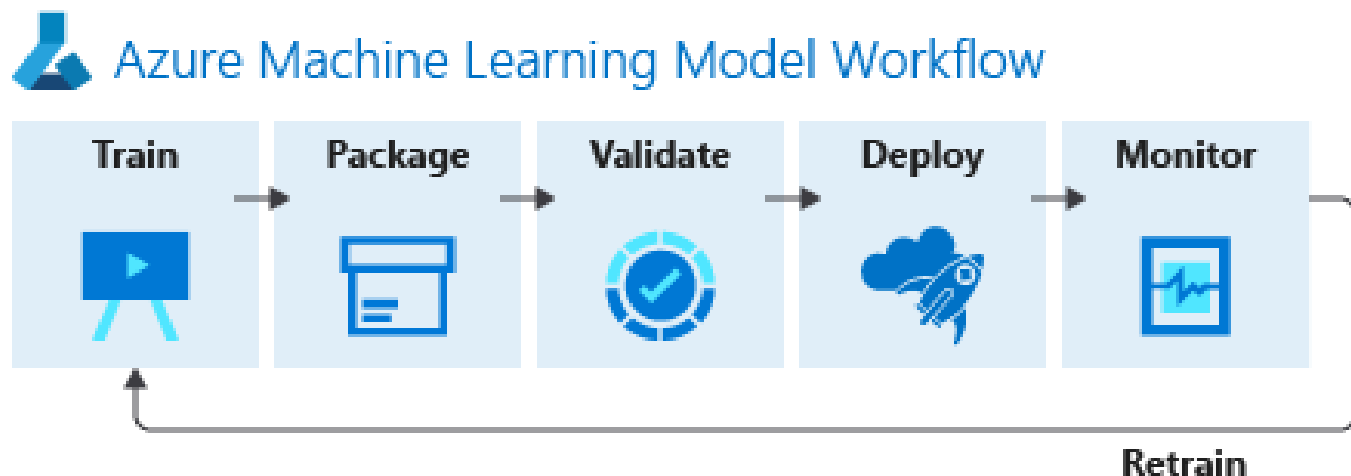 Azure Machine Learning Model Workflow
Train
Package
Validate
Deploy
Monitor
Retrain